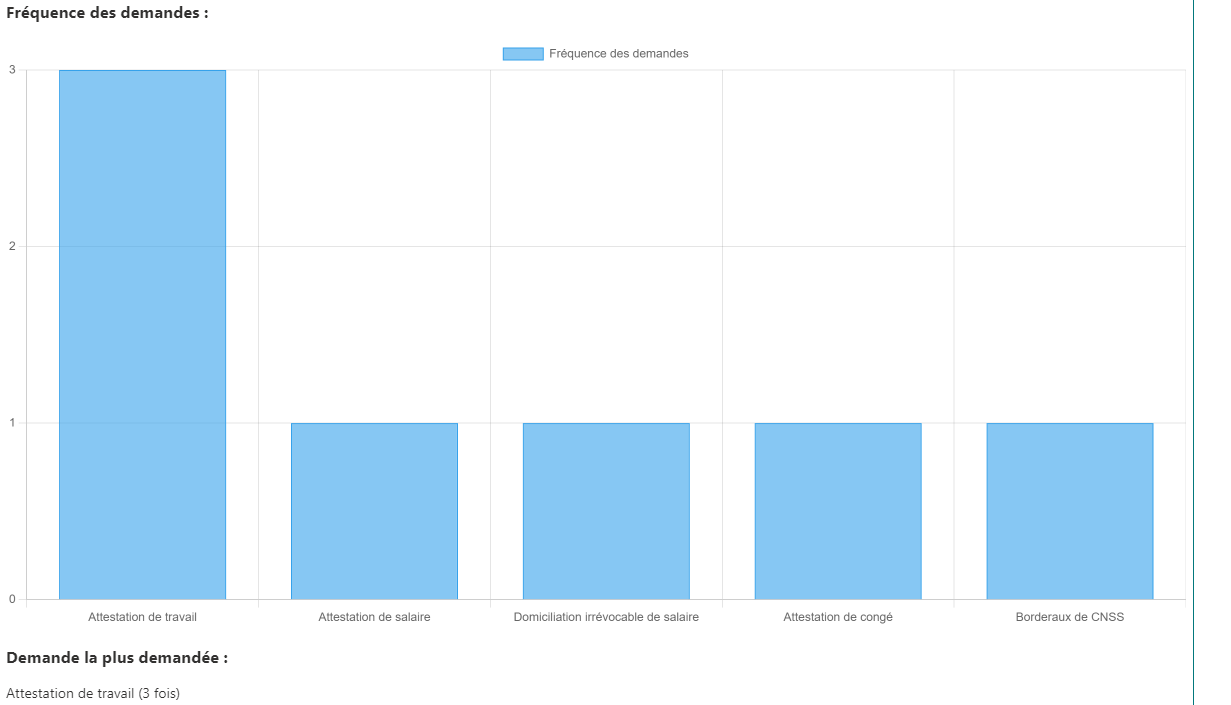 Fréquence des demandes :
Fréquence des demandes
3
2
1
0
Attestation de travail
Attestation de salaire
Domiciliation irrévocable de salaire
Attestation de congé
Borderaux de CNSS
Demande la plus demandée :
Attestation de travail (3 fois)